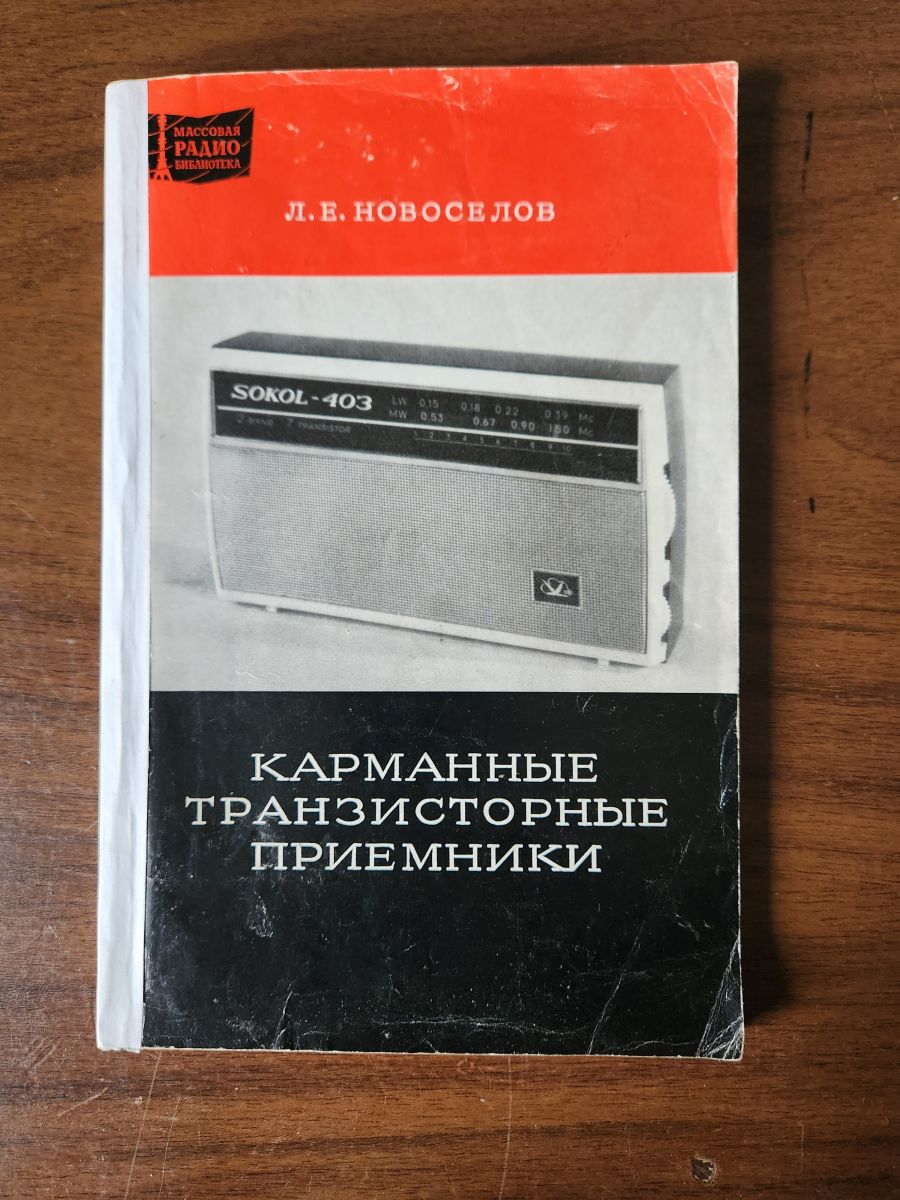 МАССОВАЯ
РАДИО
БИБЛИОТЕКА
Л. Е. НОВОСЕЛОВ
SOKOL-403
LW 0.15 0.18 0.22 0.39 Mc
MW 0.53 0.67 0.90 1.50 Mc
2-BAND 7 TRANSISTOR
1 2 3 4 5 6 7 8 9 10
КАРМАННЫЕ
ТРАНЗИСТОРНЫЕ
ПРИЕМНИКИ